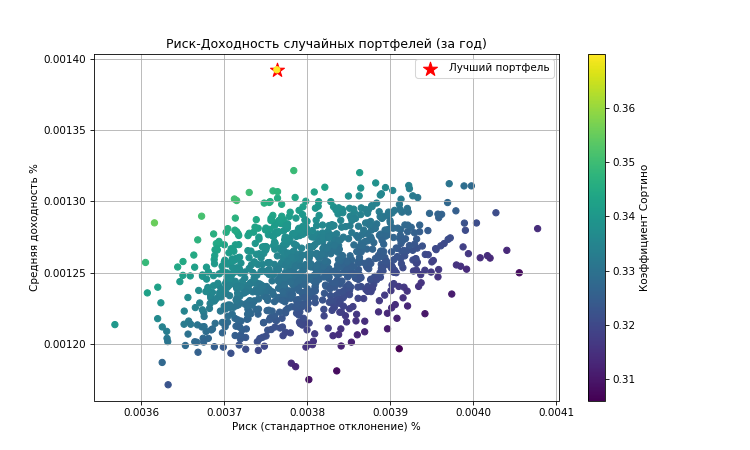 Риск-Доходность случайных портфелей (за год)
Лучший портфель
Средняя доходность %
0.00140
0.00135
0.00130
0.00125
0.00120
0.0036 0.0037 0.0038 0.0039 0.0040 0.0041
Риск (стандартное отклонение) %
0.36
0.35
0.34
0.33
0.32
0.31
Коэффициент Сортино